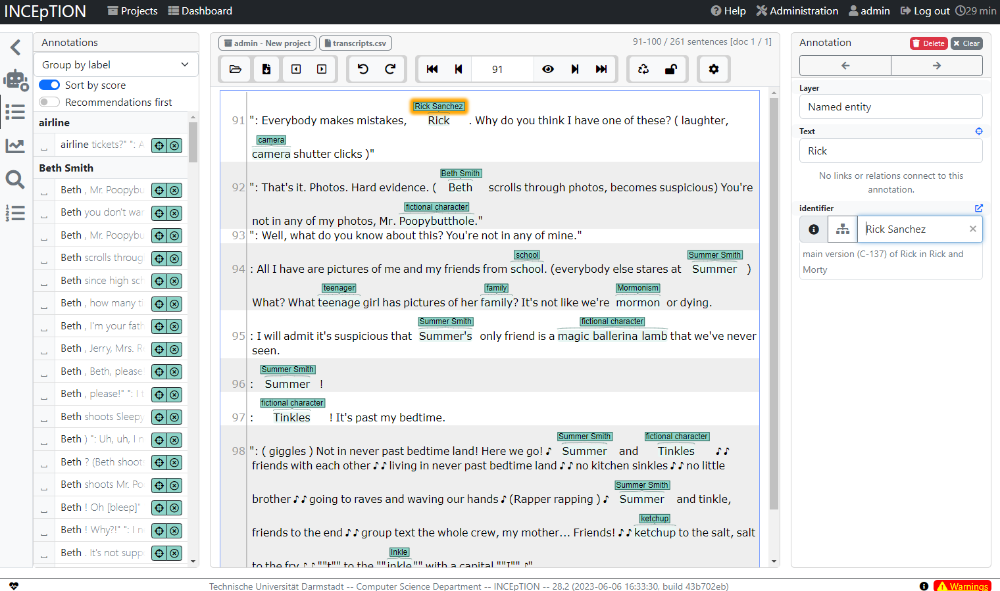 INCEpTION Projects Dashboard Help Administration admin Log out 29 min
Annotations
Group by label
Sort by score
Recommendations first
airline
airline tickets?" ": A
Beth Smith
Beth , Mr. Poopybu
Beth you don't war
Beth , Mr. Poopybu
Beth scrolls throug
Beth since high sch
Beth , how many ti
Beth , I'm your fath
Beth , Jerry, Mrs. R
Beth , Beth, please!
Beth , please!" ": I t
Beth shoots Sleepy
Beth ) ": Uh, uh, I n
Beth ? (Beth shoots
Beth shoots Mr. Po
Beth ! Oh [bleep]"
Beth ! Why?!" ": I n
Beth . It's not supp
admin - New project transcripts.csv 91-100 / 261 sentences [doc 1 / 1]
91
Rick Sanchez
91 ": Everybody makes mistakes, Rick . Why do you think I have one of these? ( laughter,
camera
camera shutter clicks )"
Beth Smith
92 ": That's it. Photos. Hard evidence. ( Beth scrolls through photos, becomes suspicious) You're
fictional character
not in any of my photos, Mr. Poopybutthole."
93 ": Well, what do you know about this? You're not in any of mine."
school Summer Smith
94 : All I have are pictures of me and my friends from school. (everybody else stares at Summer )
teenager family Mormonism
What? What teenage girl has pictures of her family? It's not like we're mormon or dying.
Summer Smith fictional character
95 : I will admit it's suspicious that Summer's only friend is a magic ballerina lamb that we've never
seen.
Summer Smith
96 : Summer !
fictional character
97 : Tinkles ! It's past my bedtime.
Summer Smith fictional character
98 ": ( giggles ) Not in never past bedtime land! Here we go! ♪ Summer and Tinkles ♪ ♪
friends with each other ♪ ♪ living in never past bedtime land ♪ ♪ no kitchen sinkles ♪ ♪ no little
Summer Smith
brother ♪ ♪ going to raves and waving our hands ♪ (Rapper rapping ) ♪ Summer and tinkle,
ketchup
friends to the end ♪ ♪ group text the whole crew, my mother... Friends! ♪ ♪ ketchup to the salt, salt
Inkle
to the fry ♪ ♪ ""t"" to the ""inkle"" with a capital ""I"" ♪"
Annotation Delete Clear
Layer
Named entity
Text
Rick
No links or relations connect to this
annotation.
identifier
Rick Sanchez
main version (C-137) of Rick in Rick and
Morty
Technische Universität Darmstadt -- Computer Science Department -- INCEpTION -- 28.2 (2023-06-06 16:33:30, build 43b702eb)
Warnings